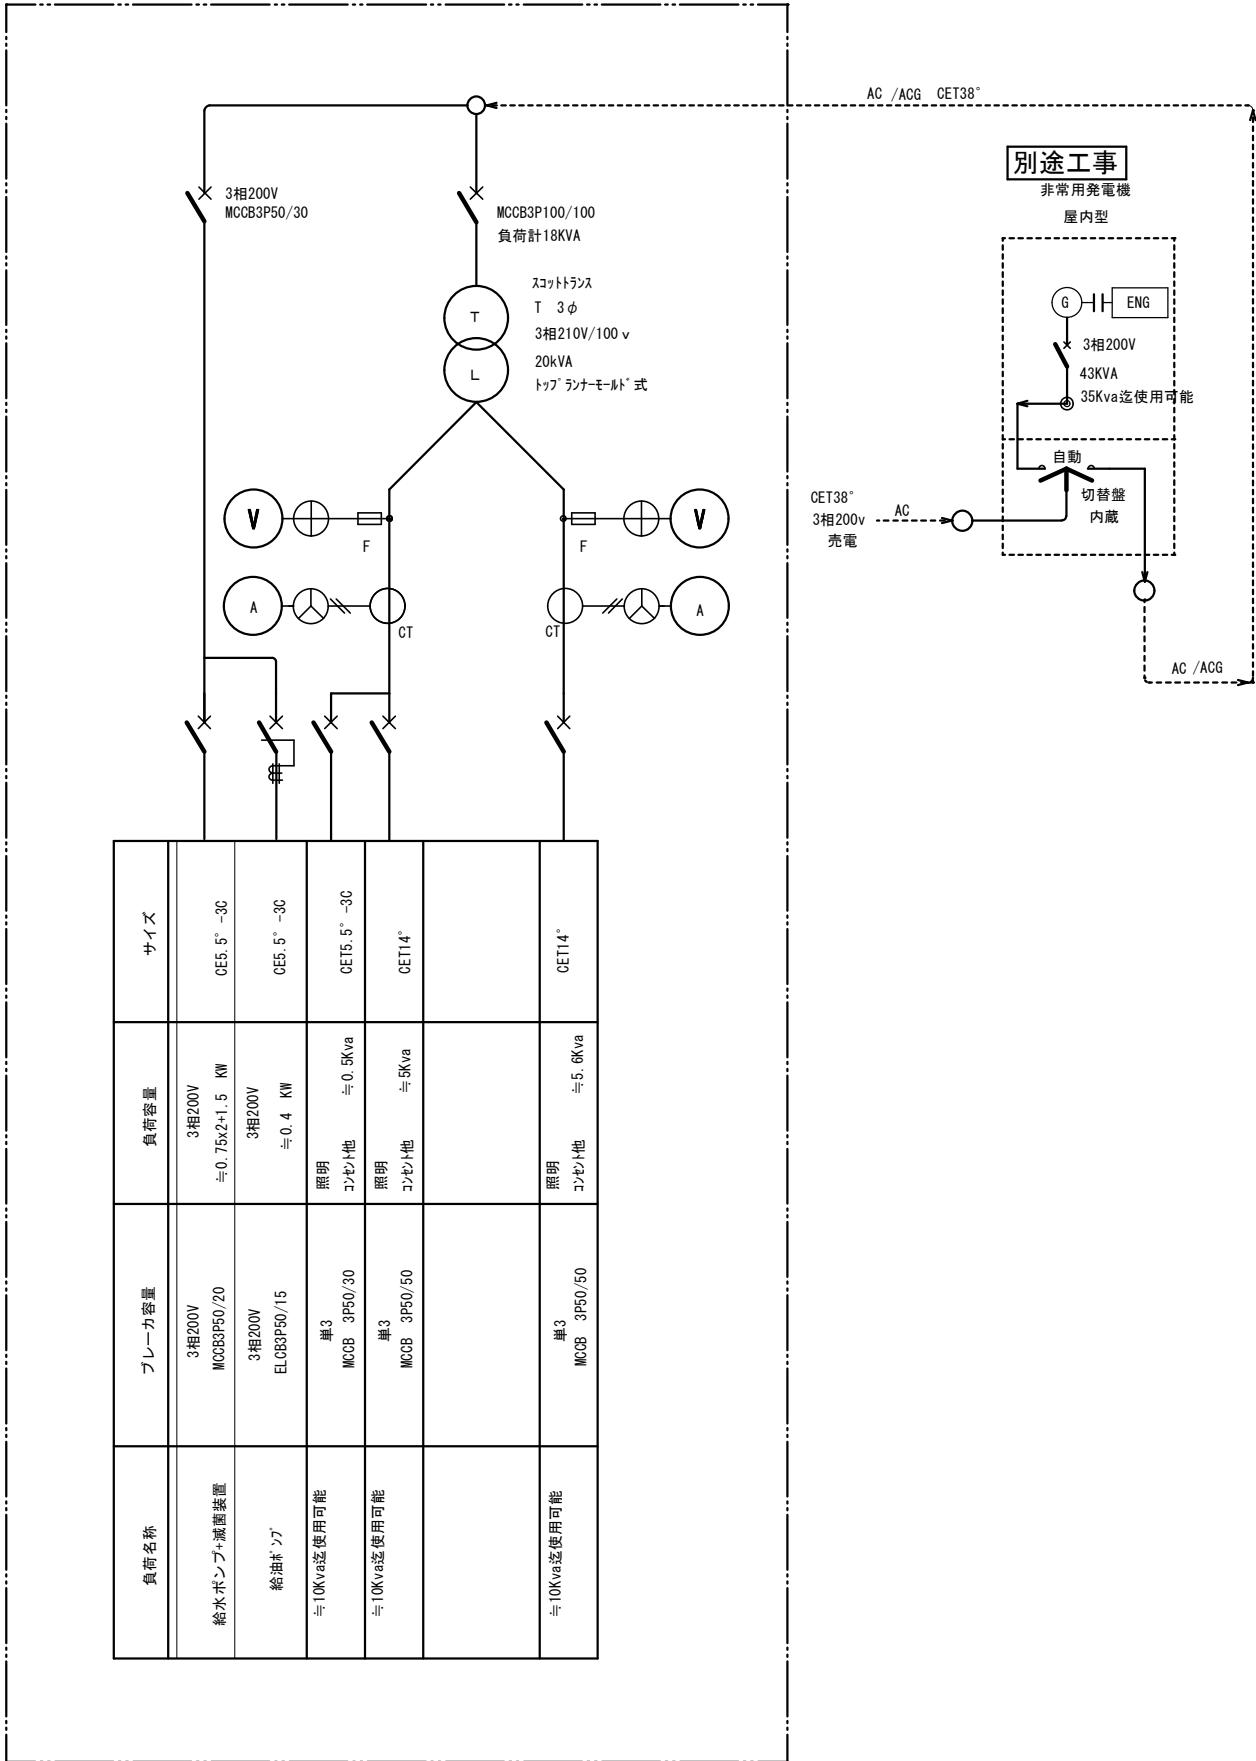 AC /ACG CET38°
別途工事
非常用発電機
屋内型
G
ENG
3相200V
43KVA
35Kva迄使用可能
自動
切替盤
内蔵
CET38°
3相200v
売電
AC
AC /ACG
3相200V
MCCB3P50/30
MCCB3P100/100
負荷計18KVA
スコットトランス
T 3φ
3相210V/100v
20kVA
トップランナーモールド式
T
L
V
F
F
V
A
CT
CT
A
サイズ
CE5.5° -3C
CE5.5° -3C
CET5.5° -3C
CET14°
CET14°
負荷容量
3相200V
≒0.75x2+1.5 KW
3相200V
≒0.4 KW
照明
コンセント他 ≒0.5Kva
照明
コンセント他 ≒5Kva
照明
コンセント他 ≒5.6Kva
ブレーカ容量
3相200V
MCCB3P50/20
3相200V
ELCB3P50/15
単3
MCCB 3P50/30
単3
MCCB 3P50/50
単3
MCCB 3P50/50
負荷名称
給水ポンプ+滅菌装置
給油ポンプ
≒10Kva迄使用可能
≒10Kva迄使用可能
≒10Kva迄使用可能